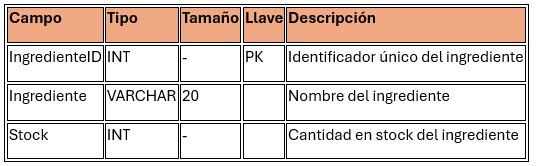 Campo Tipo Tamaño Llave Descripción
IngredienteID INT - PK Identificador único del ingrediente
Ingrediente VARCHAR 20 Nombre del ingrediente
Stock INT - Cantidad en stock del ingrediente